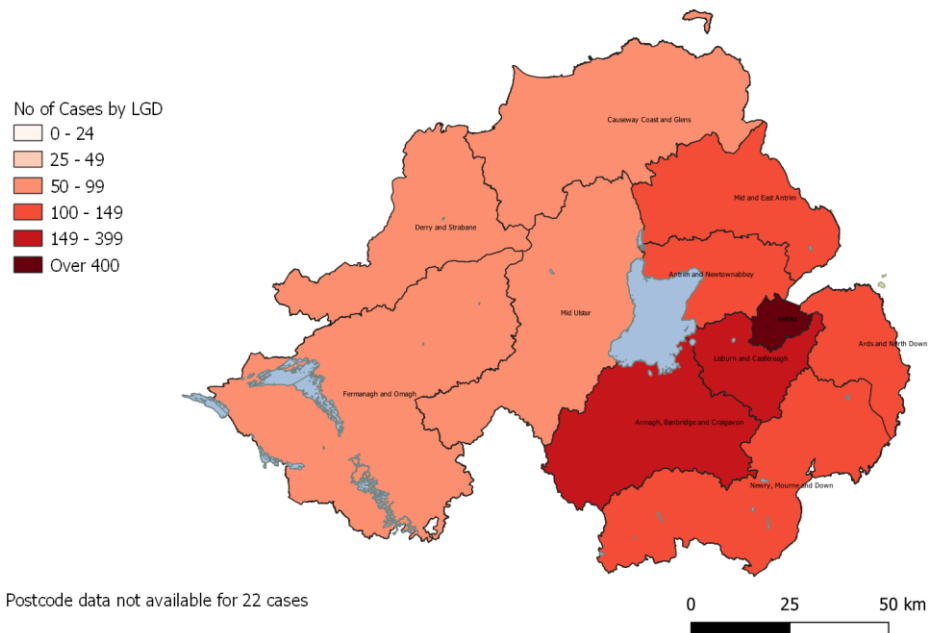 No of Cases by LGD
0 - 24
25 - 49
50 - 99
100 - 149
149 - 399
Over 400
Causeway Coast and Glens
Mid and East Antrim
Derry and Strabane
Antrim and Newtownabbey
Mid Ulster
Belfast
Ards and North Down
Lisburn and Castlereagh
Fermanagh and Omagh
Armagh, Banbridge and Craigavon
Newry, Mourne and Down
Postcode data not available for 22 cases
0 25 50 km